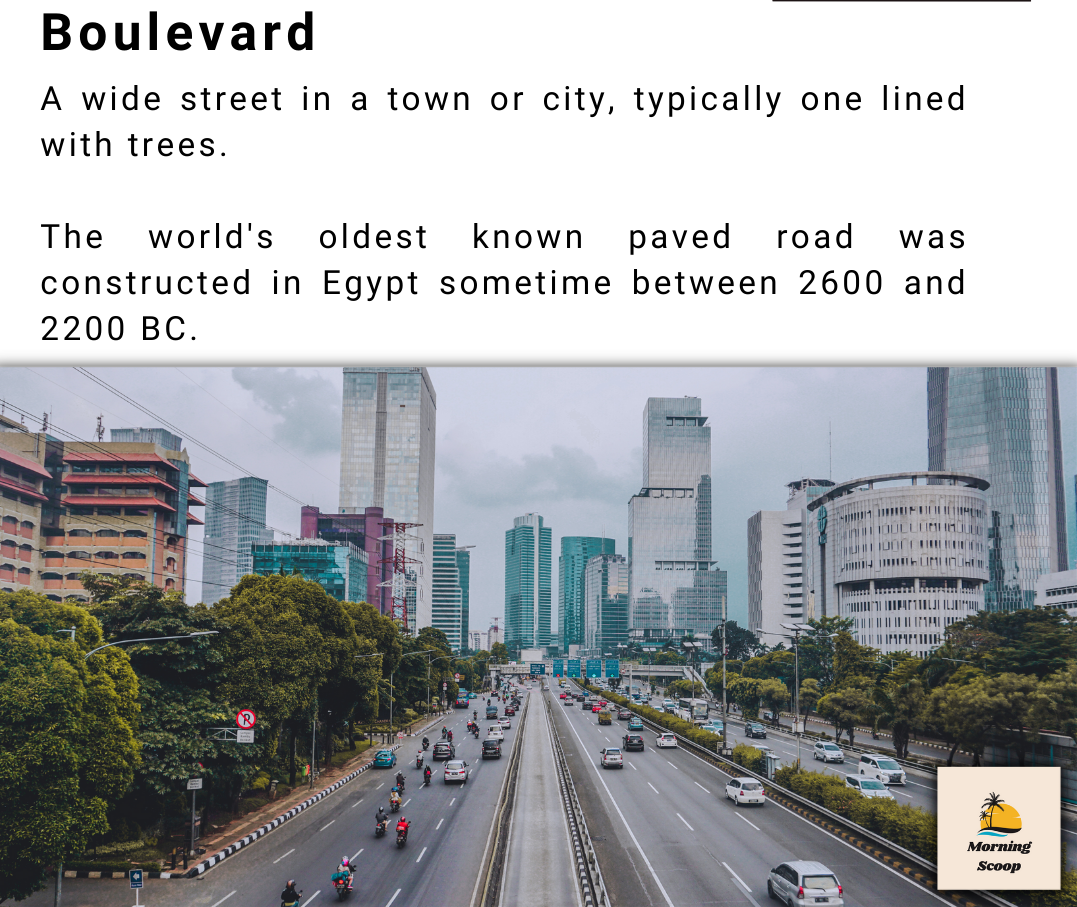 Boulevard
A wide street in a town or city, typically one lined
with trees.
The world's oldest known paved road was
constructed in Egypt sometime between 2600 and
2200 BC.
P
Morning
Scoop